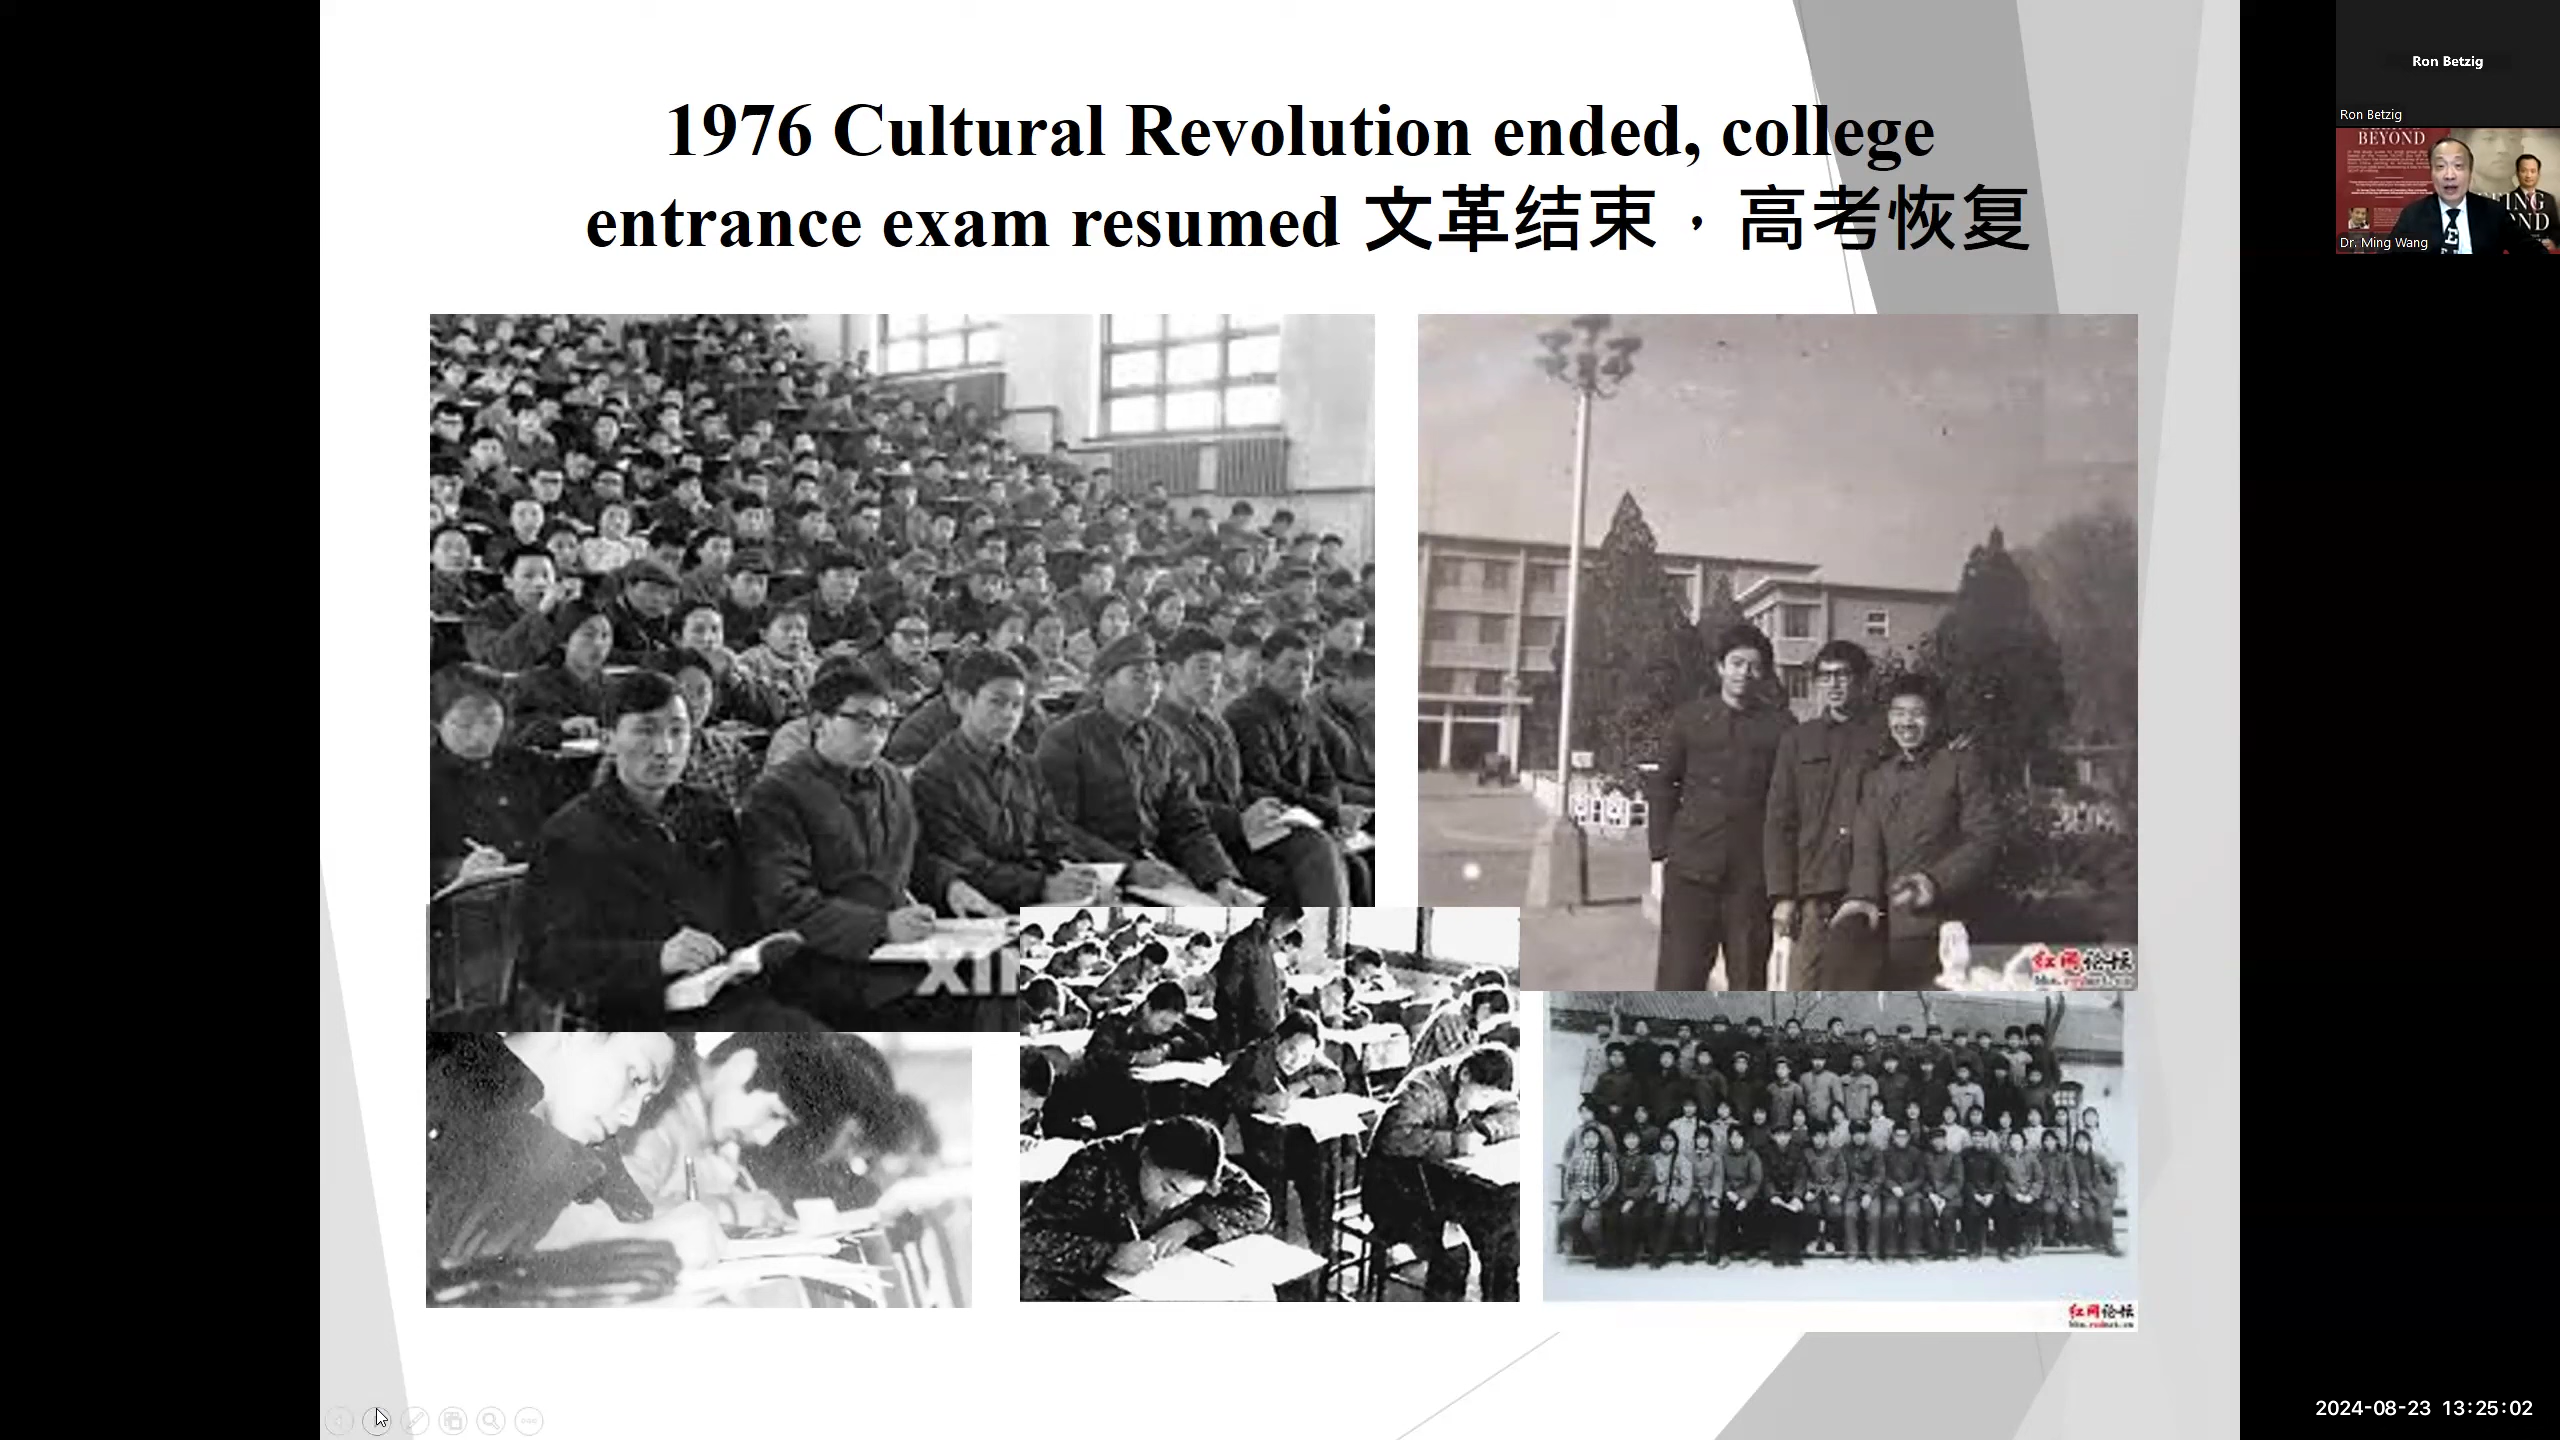 1976 Cultural Revolution ended, college
entrance exam resumed 文革结束，高考恢复
XI
红网论坛
红网论坛
Ron Betzig
Ron Betzig
BEYOND
Dr. Ming Wang
2024-08-23 13:25:02